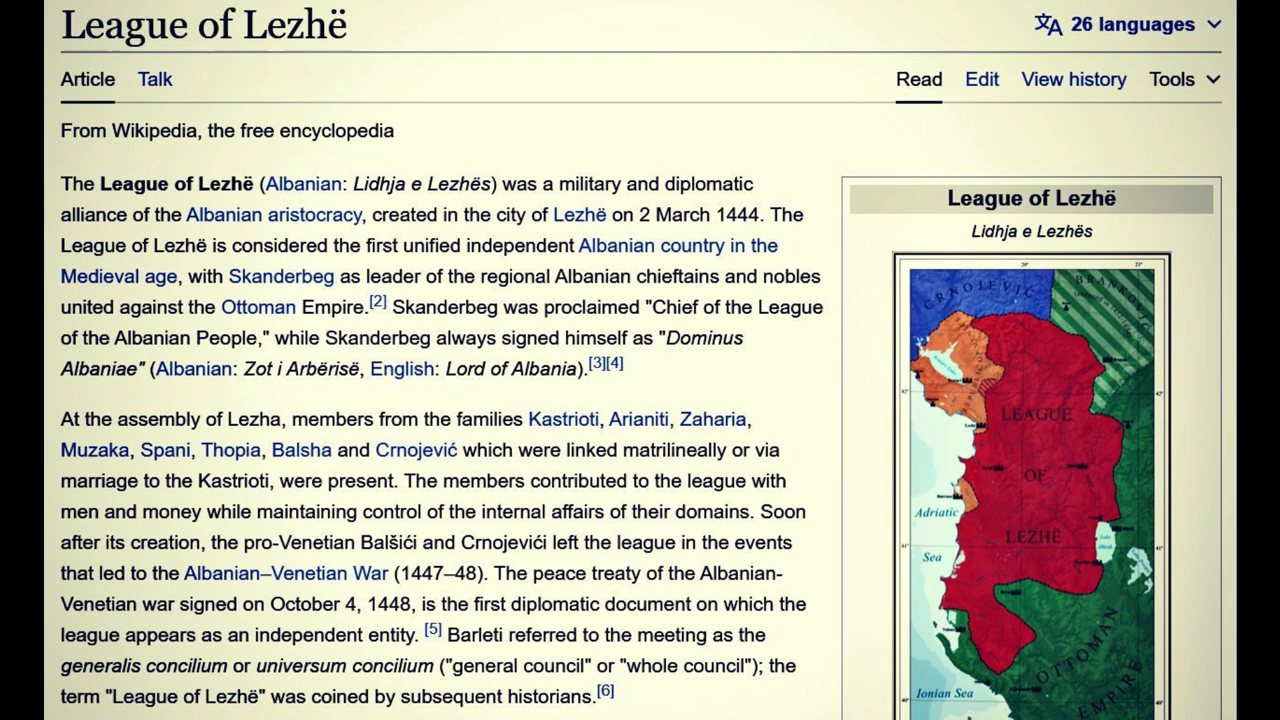 League of Lezhë
26 languages
Article Talk
Read Edit View history Tools
From Wikipedia, the free encyclopedia
The League of Lezhë (Albanian: Lidhja e Lezhës) was a military and diplomatic
alliance of the Albanian aristocracy, created in the city of Lezhë on 2 March 1444. The
League of Lezhë is considered the first unified independent Albanian country in the
Medieval age, with Skanderbeg as leader of the regional Albanian chieftains and nobles
united against the Ottoman Empire.[2] Skanderbeg was proclaimed "Chief of the League
of the Albanian People," while Skanderbeg always signed himself as "Dominus
Albaniae" (Albanian: Zot i Arbërisë, English: Lord of Albania).[3][4]
At the assembly of Lezha, members from the families Kastrioti, Arianiti, Zaharia,
Muzaka, Spani, Thopia, Balsha and Crnojević which were linked matrilineally or via
marriage to the Kastrioti, were present. The members contributed to the league with
men and money while maintaining control of the internal affairs of their domains. Soon
after its creation, the pro-Venetian Balšići and Crnojevići left the league in the events
that led to the Albanian–Venetian War (1447–48). The peace treaty of the Albanian-
Venetian war signed on October 4, 1448, is the first diplomatic document on which the
league appears as an independent entity. [5] Barleti referred to the meeting as the
generalis concilium or universum concilium ("general council" or "whole council"); the
term "League of Lezhë" was coined by subsequent historians.[6]
League of Lezhë
Lidhja e Lezhës
CRNOJEVIĆ
BRANKOVIĆ
LEAGUE
OF
LEZHË
Adriatic
Sea
OTTOMAN
EMPIRE
Ionian Sea